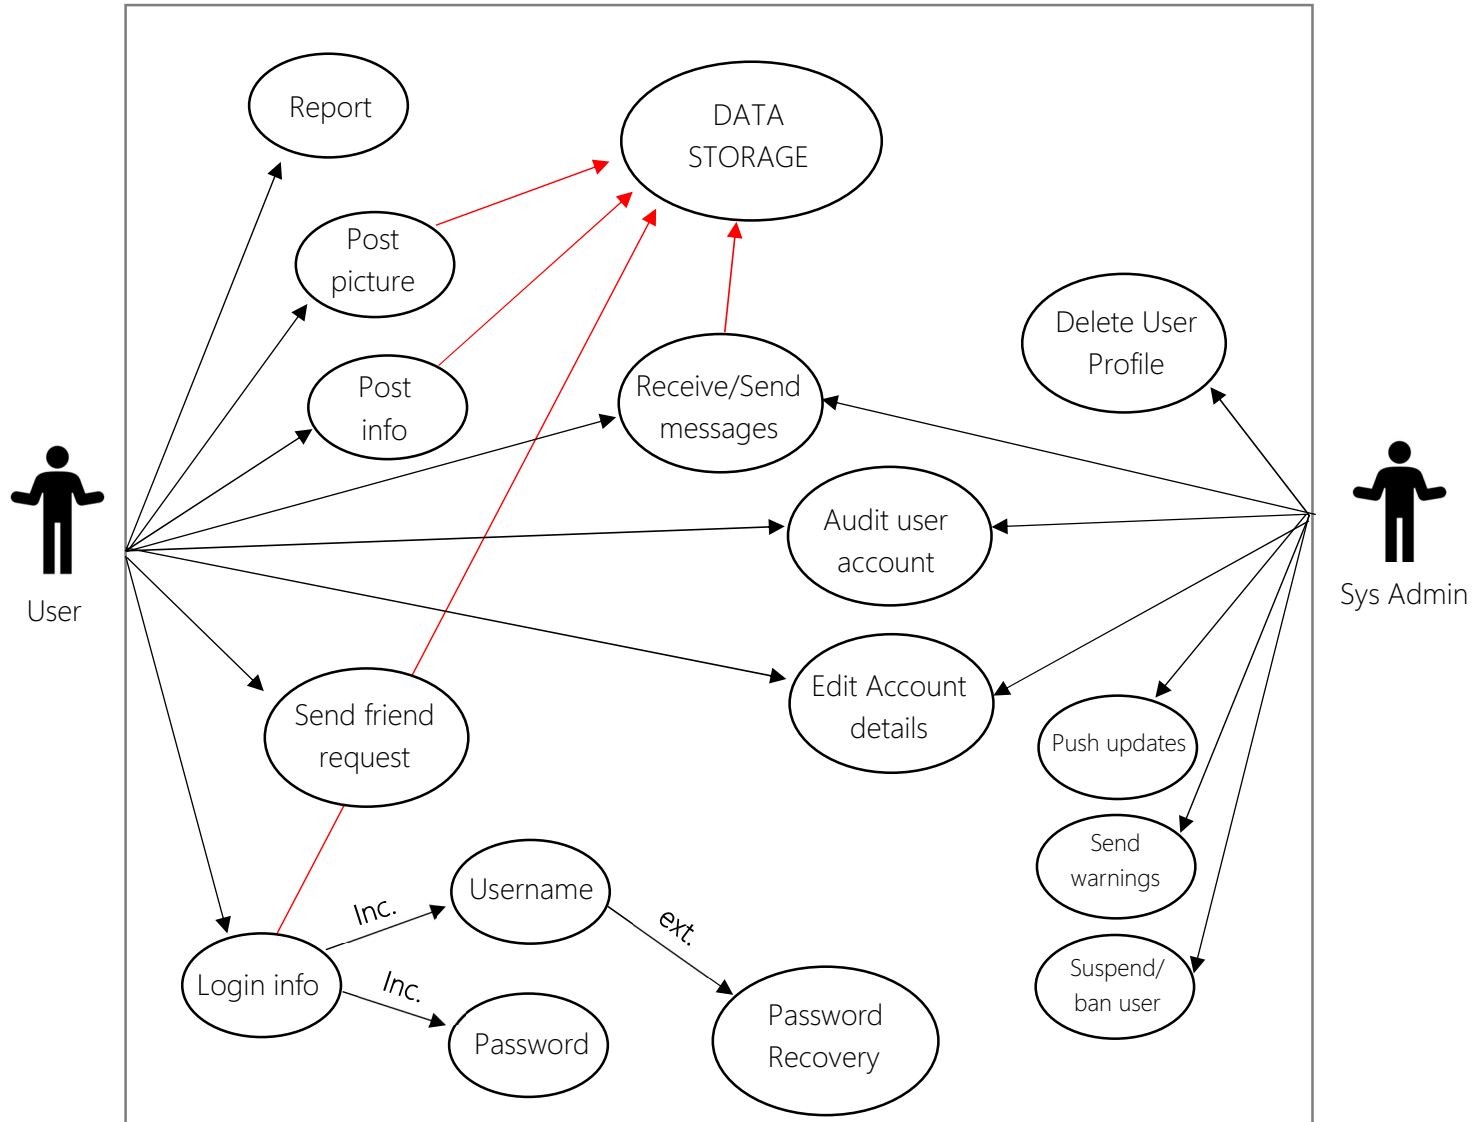 Report
DATA
STORAGE
Post
picture
Delete User
Profile
Post
info
Receive/Send
messages
Audit user
account
User
Sys Admin
Edit Account
details
Send friend
request
Push updates
Send
warnings
Username
Inc.
ext.
Login info
Inc.
Password
Password
Recovery
Suspend/
ban user